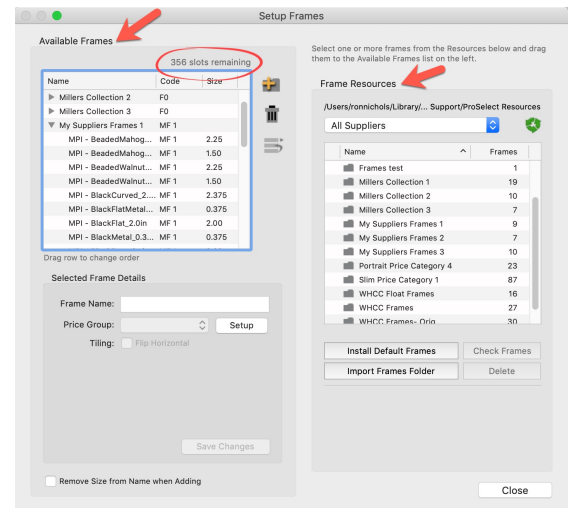 Setup Frames
Available Frames
356 slots remaining
Name Code Size
Millers Collection 2 F0
Millers Collection 3 F0
My Suppliers Frames 1 MF 1
MPI - BeadedMahog... MF 1 2.25
MPI - BeadedMahog... MF 1 1.50
MPI - BeadedWalnut... MF 1 2.25
MPI - BeadedWalnut... MF 1 1.50
MPI - BlackCurved_2.... MF 1 2.375
MPI - BlackFlatMetal... MF 1 0.375
MPI - BlackFlat_2.0in MF 1 2.00
MPI - BlackMetal_0.3... MF 1 0.375
Drag row to change order
Selected Frame Details
Frame Name:
Price Group:
Setup
Tiling:
Flip Horizontal
Save Changes
Remove Size from Name when Adding
Select one or more frames from the Resources below and drag
them to the Available Frames list on the left.
Frame Resources
/Users/ronnichols/Library/... Support/ProSelect Resources
All Suppliers
Name Frames
Frames test 1
Millers Collection 1 19
Millers Collection 2 10
Millers Collection 3 7
My Suppliers Frames 1 9
My Suppliers Frames 2 7
My Suppliers Frames 3 10
Portrait Price Category 4 23
Slim Price Category 1 87
WHCC Float Frames 16
WHCC Frames 27
WHCC Frames- Orig 30
Install Default Frames
Check Frames
Import Frames Folder
Delete
Close